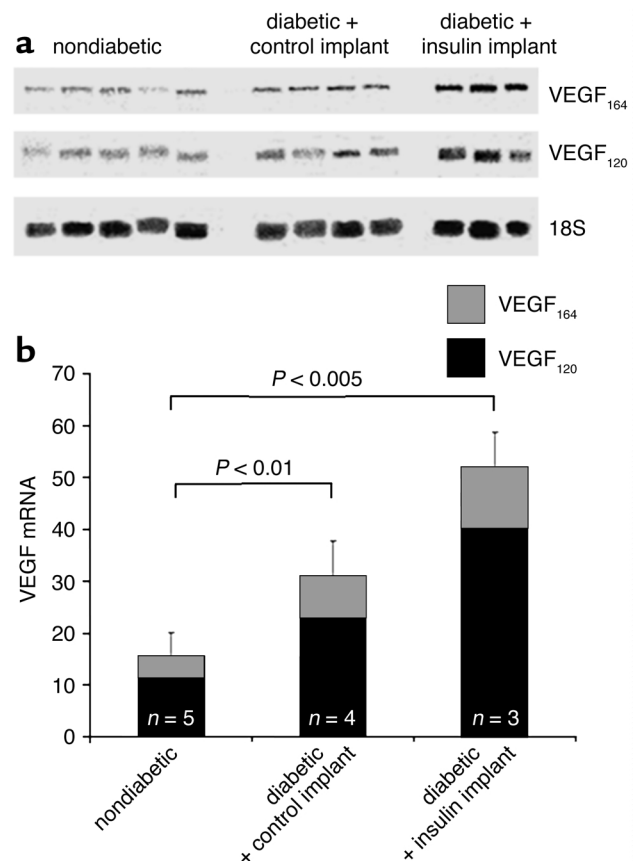 a
nondiabetic
diabetic +
control implant
diabetic +
insulin implant
VEGF164
VEGF120
18S
VEGF164
VEGF120
b
70
60
50
40
30
20
10
0
VEGF mRNA
P < 0.005
P < 0.01
n = 5
n = 4
n = 3
nondiabetic
diabetic
+ control implant
diabetic
+ insulin implant